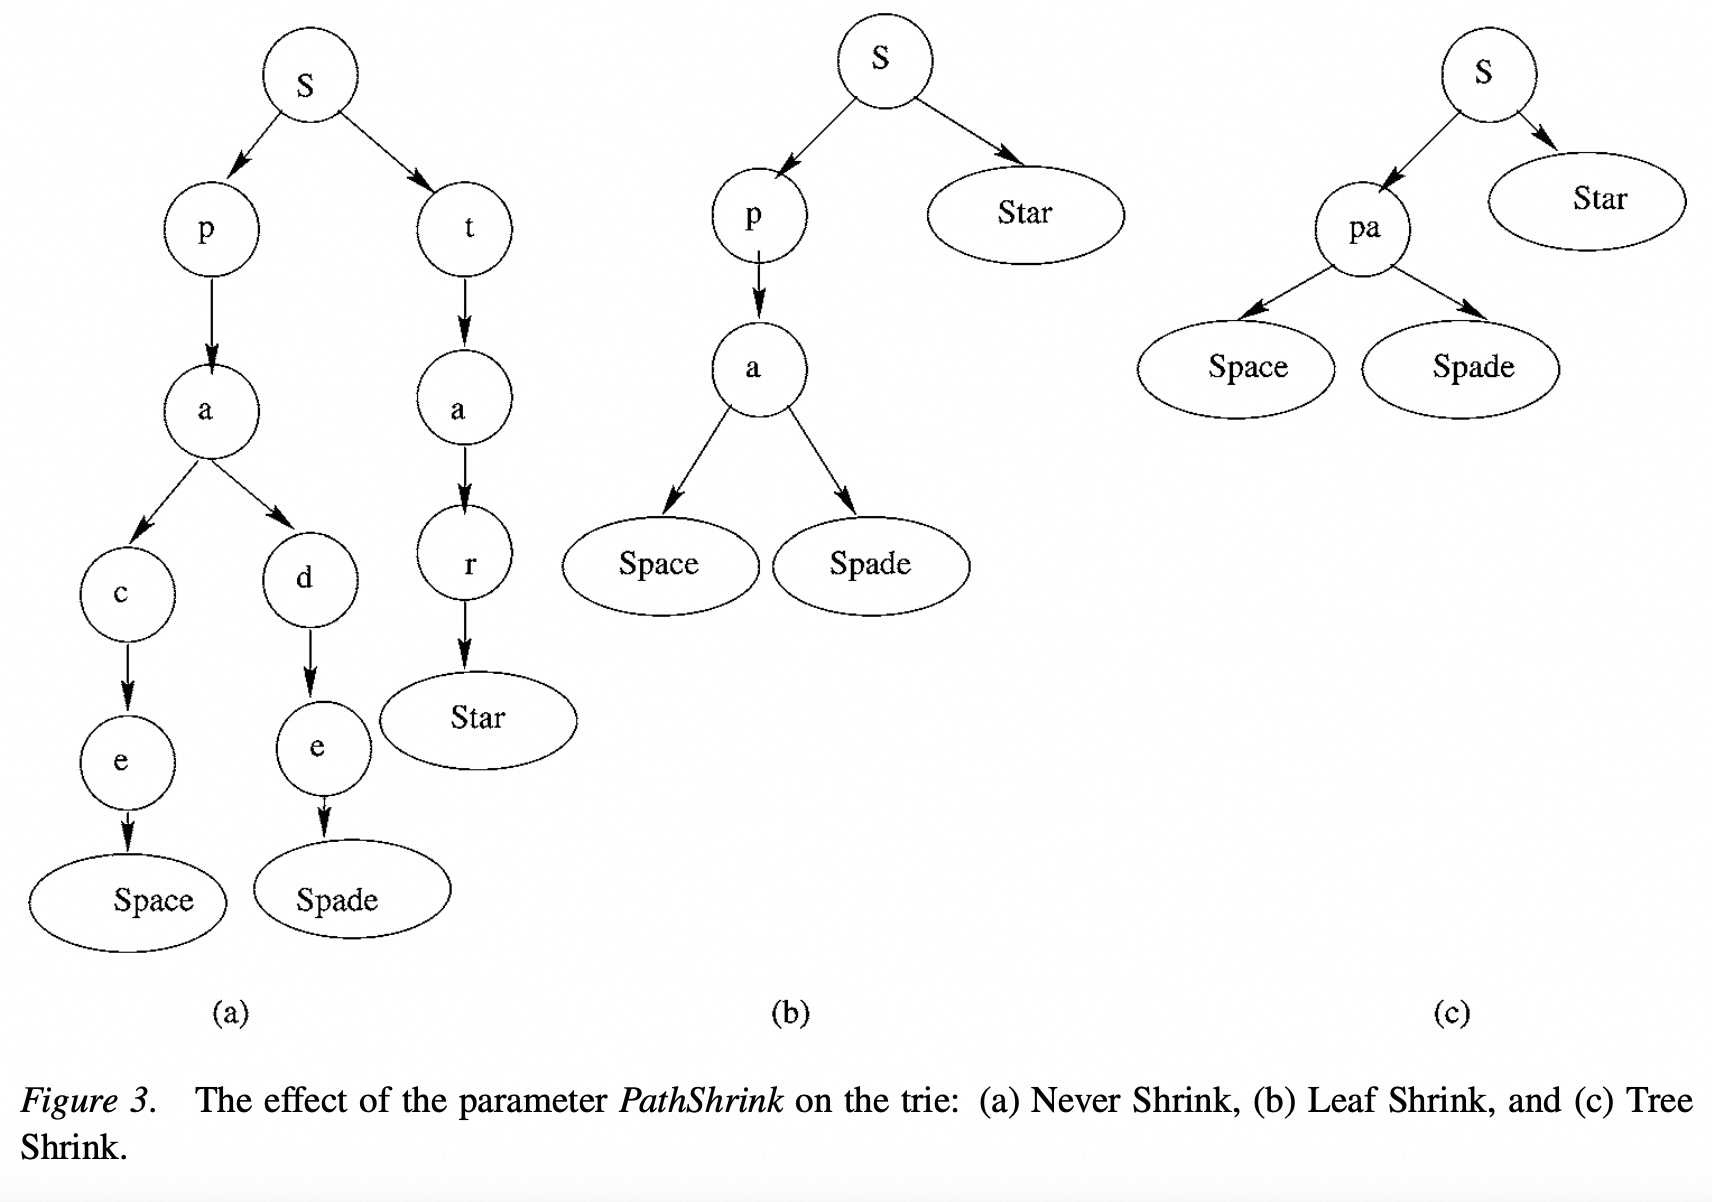 S
p
t
a
a
c
d
r
e
e
Star
Space
Spade
(a)
S
p
Star
a
Space
Spade
(b)
S
Star
pa
Space
Spade
(c)
Figure 3. The effect of the parameter PathShrink on the trie: (a) Never Shrink, (b) Leaf Shrink, and (c) Tree
Shrink.